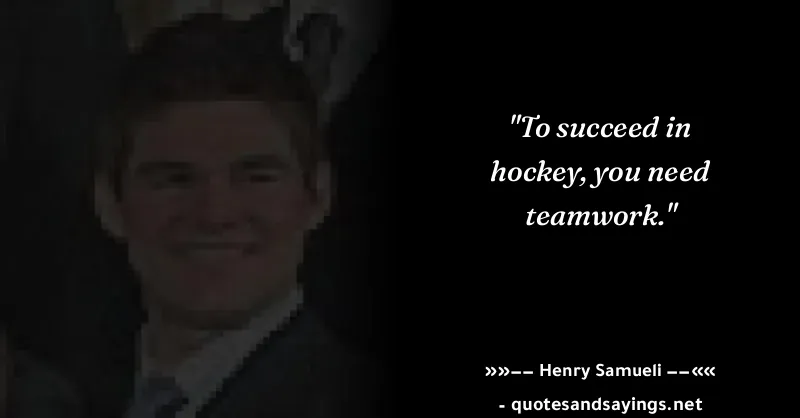 "To succeed in
hockey, you need
teamwork."
»»–– Henry Samueli ––««
- quotesandsayings.net